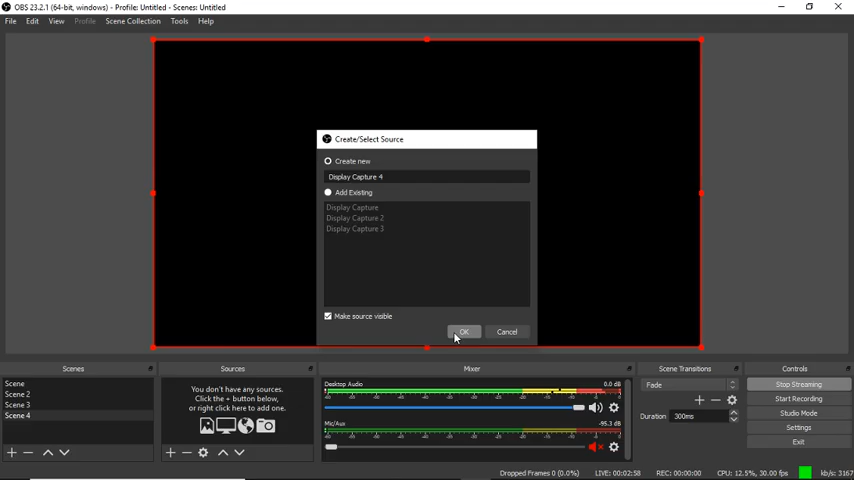 OBS 23.2.1 (64-bit, windows) - Profile: Untitled - Scenes: Untitled
File Edit View Profile Scene Collection Tools Help
Create/Select Source
Create new
Display Capture 4
Add Existing
Display Capture
Display Capture 2
Display Capture 3
Make source visible
OK Cancel
Scenes
Scene
Scene 2
Scene 3
Scene 4
Sources
You don't have any sources.
Click the + button below,
or right click here to add one.
Mixer
Desktop Audio 0.0 dB
Mic/Aux -95.3 dB
Scene Transitions
Fade
Duration 300ms
Controls
Stop Streaming
Start Recording
Studio Mode
Settings
Exit
Dropped Frames 0 (0.0%) LIVE: 00:02:58 REC: 00:00:00 CPU: 12.5%, 30.00 fps kb/s: 3167